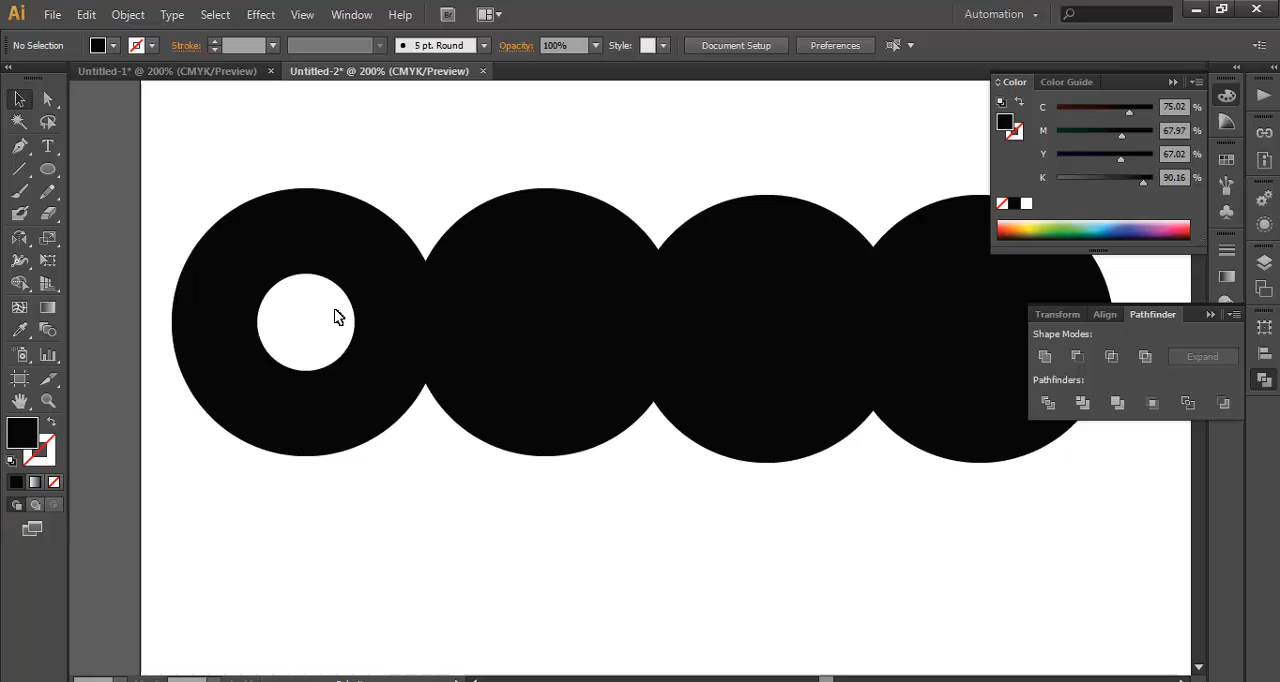 Ai File Edit Object Type Select Effect View Window Help Br Automation
No Selection Stroke: 5 pt. Round Opacity: 100% Style: Document Setup Preferences
Untitled-1* @ 200% (CMYK/Preview) × Untitled-2* @ 200% (CMYK/Preview) ×
Color Color Guide
C 75.02 %
M 67.97 %
Y 67.02 %
K 90.16 %
Transform Align Pathfinder
Shape Modes:
Expand
Pathfinders: